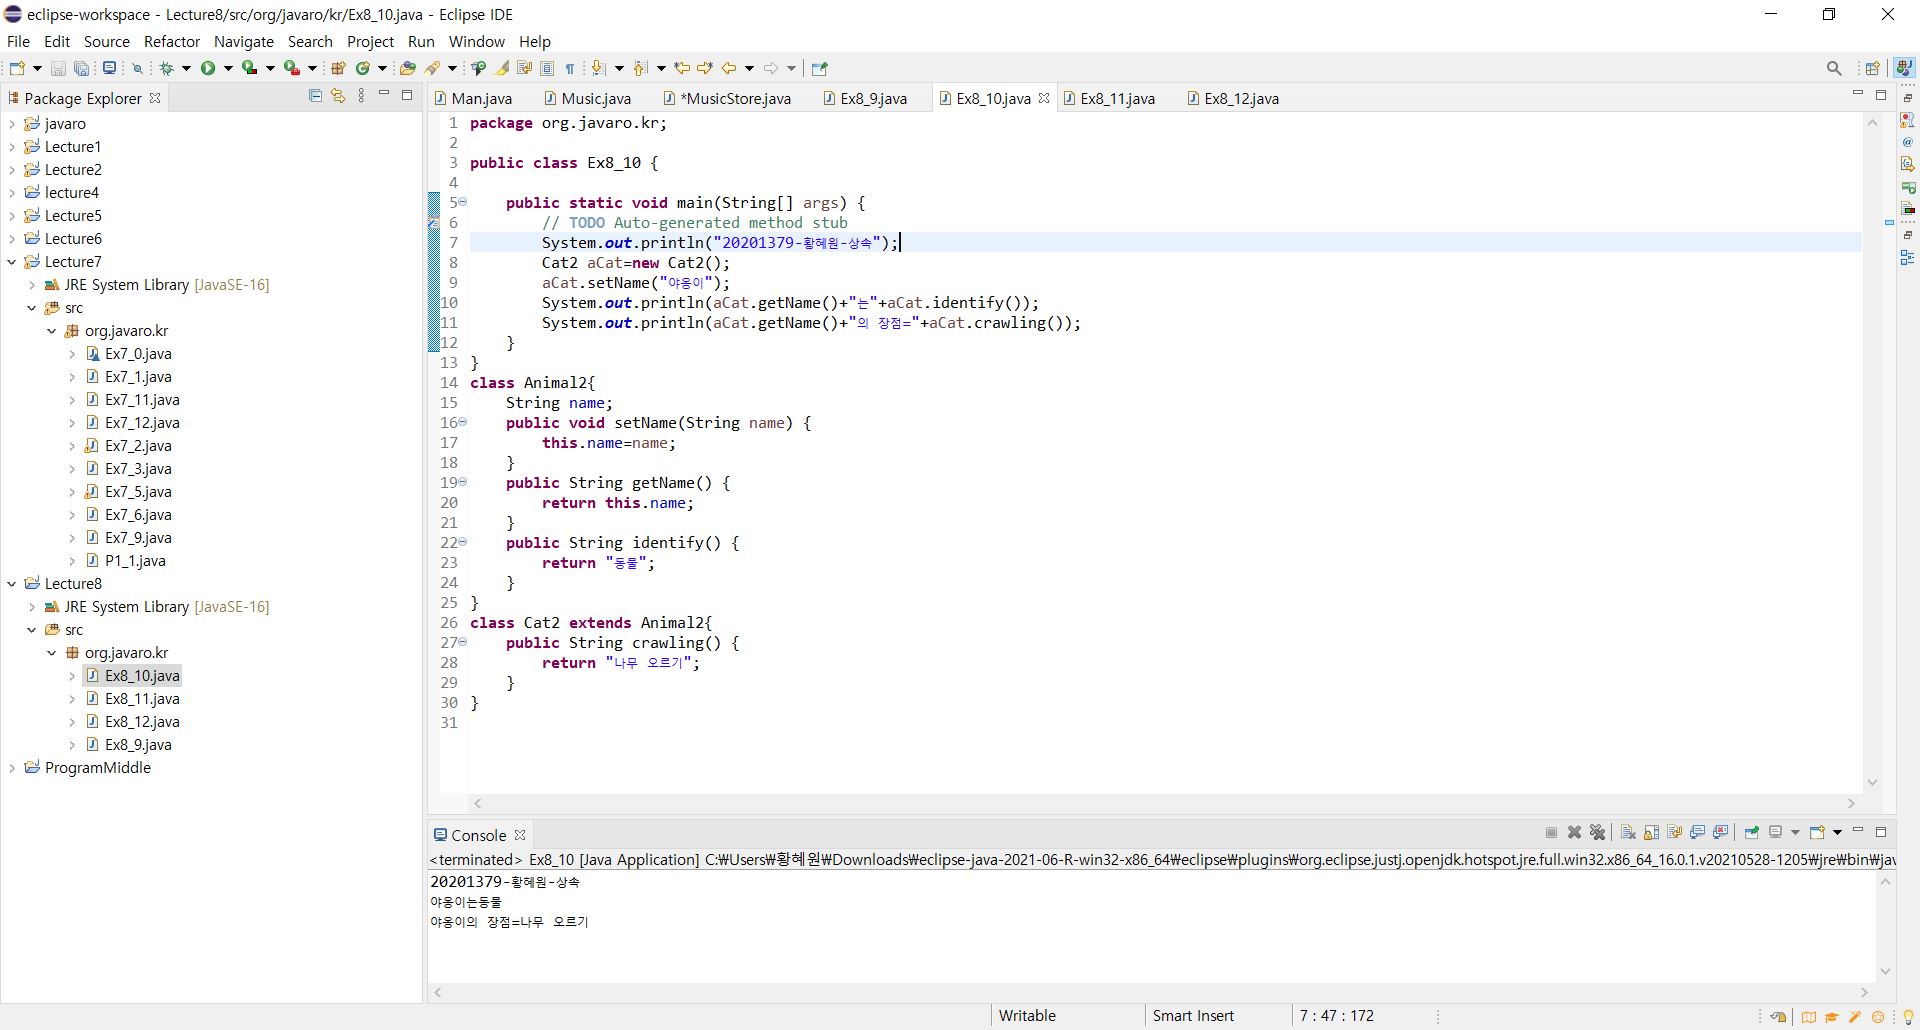 eclipse-workspace - Lecture8/src/org/javaro/kr/Ex8_10.java - Eclipse IDE
File Edit Source Refactor Navigate Search Project Run Window Help
Package Explorer
javaro
Lecture1
Lecture2
lecture4
Lecture5
Lecture6
Lecture7
JRE System Library [JavaSE-16]
src
org.javaro.kr
Ex7_0.java
Ex7_1.java
Ex7_11.java
Ex7_12.java
Ex7_2.java
Ex7_3.java
Ex7_5.java
Ex7_6.java
Ex7_9.java
P1_1.java
Lecture8
JRE System Library [JavaSE-16]
src
org.javaro.kr
Ex8_10.java
Ex8_11.java
Ex8_12.java
Ex8_9.java
ProgramMiddle
Man.java Music.java *MusicStore.java Ex8_9.java Ex8_10.java Ex8_11.java Ex8_12.java
1 package org.javaro.kr;
2
3 public class Ex8_10 {
4
5 public static void main(String[] args) {
6 // TODO Auto-generated method stub
7 System.out.println("20201379-황혜원-상속");
8 Cat2 aCat=new Cat2();
9 aCat.setName("야옹이");
10 System.out.println(aCat.getName()+"는"+aCat.identify());
11 System.out.println(aCat.getName()+"의 장점="+aCat.crawling());
12 }
13 }
14 class Animal2{
15 String name;
16 public void setName(String name) {
17 this.name=name;
18 }
19 public String getName() {
20 return this.name;
21 }
22 public String identify() {
23 return "동물";
24 }
25 }
26 class Cat2 extends Animal2{
27 public String crawling() {
28 return "나무 오르기";
29 }
30 }
31
Console
<terminated> Ex8_10 [Java Application] C:₩Users₩황혜원₩Downloads₩eclipse-java-2021-06-R-win32-x86_64₩eclipse₩plugins₩org.eclipse.justj.openjdk.hotspot.jre.full.win32.x86_64_16.0.1.v20210528-1205₩jre₩bin₩jav
20201379-황혜원-상속
야옹이는동물
야옹이의 장점=나무 오르기
Writable Smart Insert 7 : 47 : 172